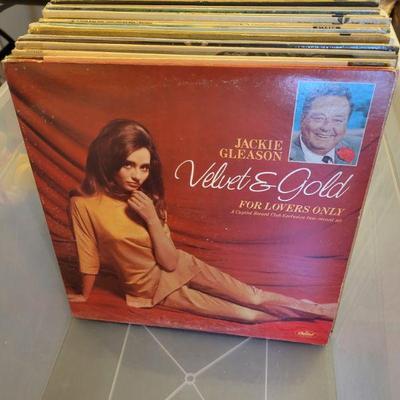 JACKIE
GLEASON
Velvet & Gold
FOR LOVERS ONLY
A Capitol Record Club Exclusive two-record set
Capitol